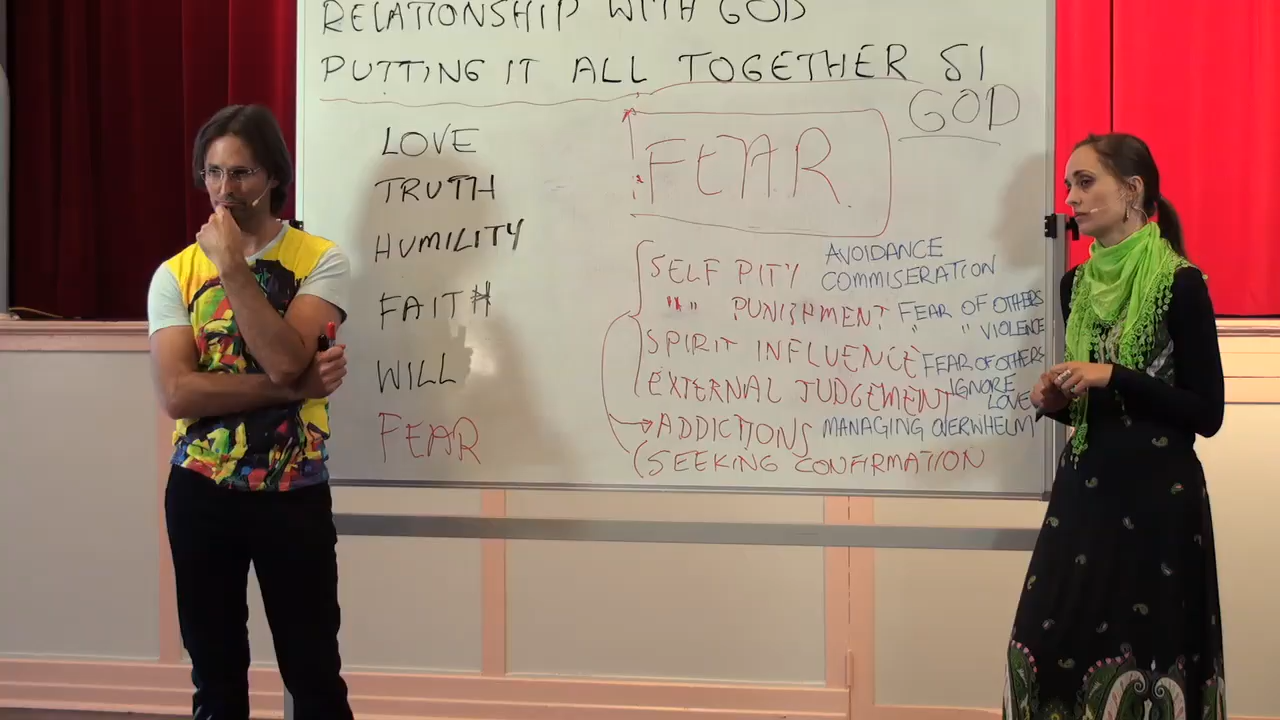 RELATIONSHIP WITH GOD
PUTTING IT ALL TOGETHER S1
GOD
LOVE
TRUTH
HUMILITY
FAITH
WILL
FEAR
FEAR
SELF PITY AVOIDANCE
COMMISERATION
" " PUNISHMENT FEAR OF OTHERS
" " VIOLENCE
SPIRIT INFLUENCE FEAR OF OTHERS
EXTERNAL JUDGEMENT IGNORE
LOVE
ADDICTIONS MANAGING OVERWHELM
SEEKING CONFIRMATION